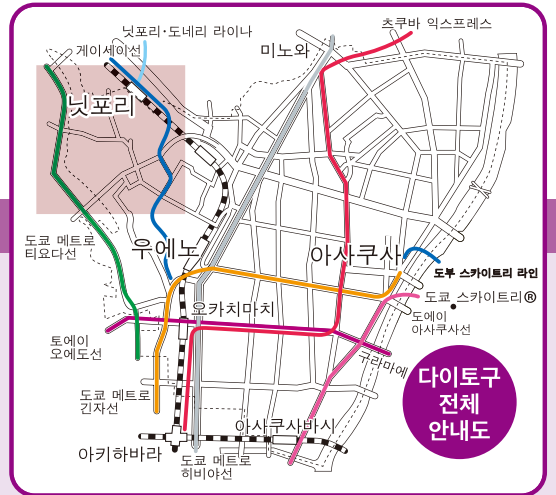 닛포리·도네리 라이나
츠쿠바 익스프레스
게이세이선
미노와
닛포리
도쿄 메트로
티요다선
우에노
아사쿠사
도부 스카이트리 라인
도쿄 스카이트리®
오카치마치
도에이
아사쿠사선
토에이
오에도선
구라마에
다이토구
전체
안내도
도쿄 메트로
긴자선
아사쿠사바시
아키하바라
도쿄 메트로
히비야선